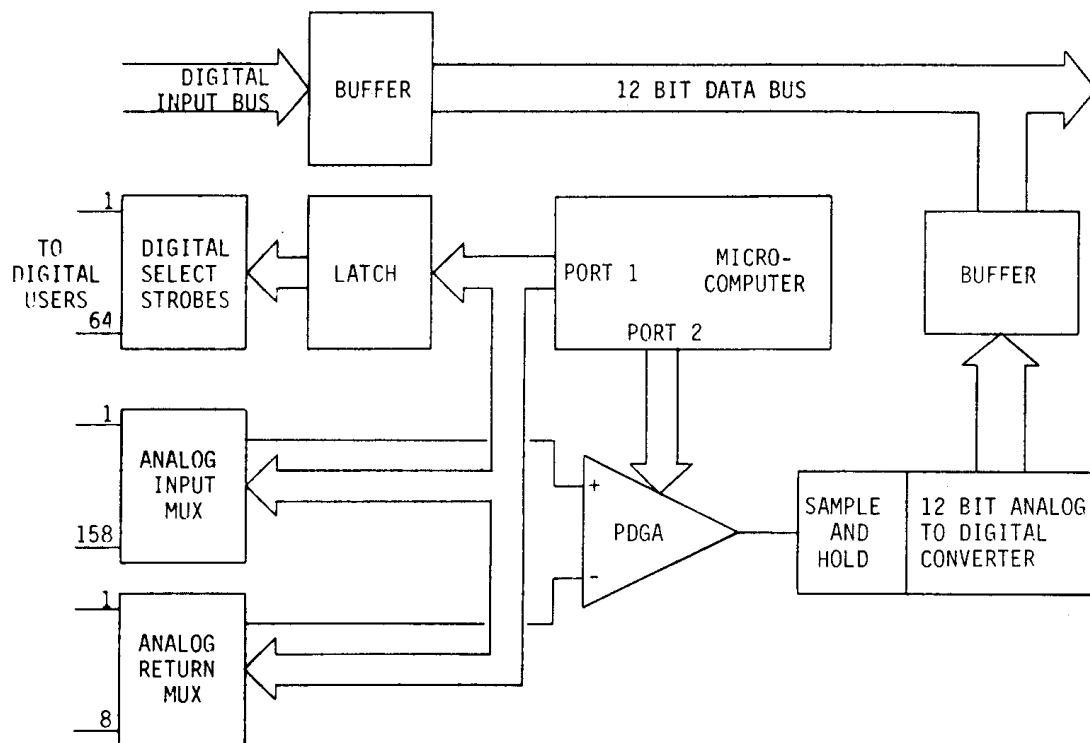 DIGITAL
INPUT BUS
BUFFER
12 BIT DATA BUS
1
TO
DIGITAL
USERS
64
DIGITAL
SELECT
STROBES
LATCH
PORT 1
MICRO-
COMPUTER
PORT 2
BUFFER
1
ANALOG
INPUT
MUX
158
+
PDGA
-
SAMPLE
AND
HOLD
12 BIT ANALOG
TO DIGITAL
CONVERTER
1
ANALOG
RETURN
MUX
8